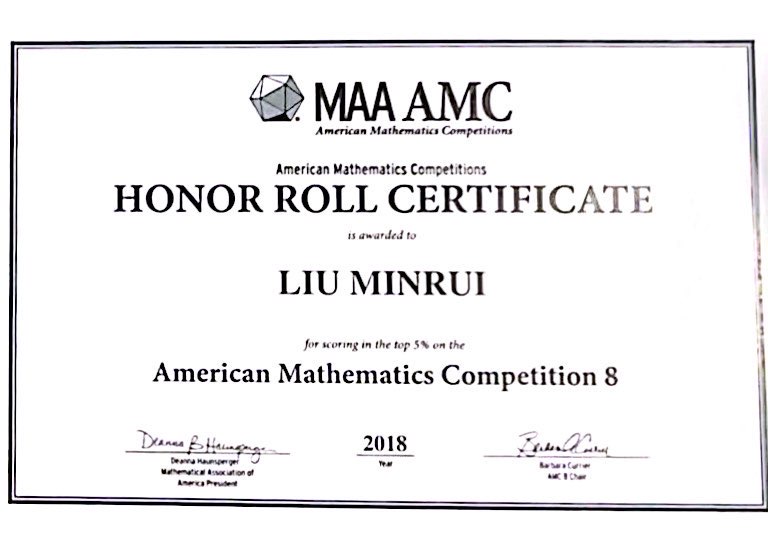 MAA AMC
American Mathematics Competitions
American Mathematics Competitions
HONOR ROLL CERTIFICATE
is awarded to
LIU MINRUI
for scoring in the top 5% on the
American Mathematics Competition 8
Deanna Haunsperger
Deanna Haunsperger
Mathematical Association of
America President
2018
Year
Barbara Currier
Barbara Currier
AMC 8 Chair